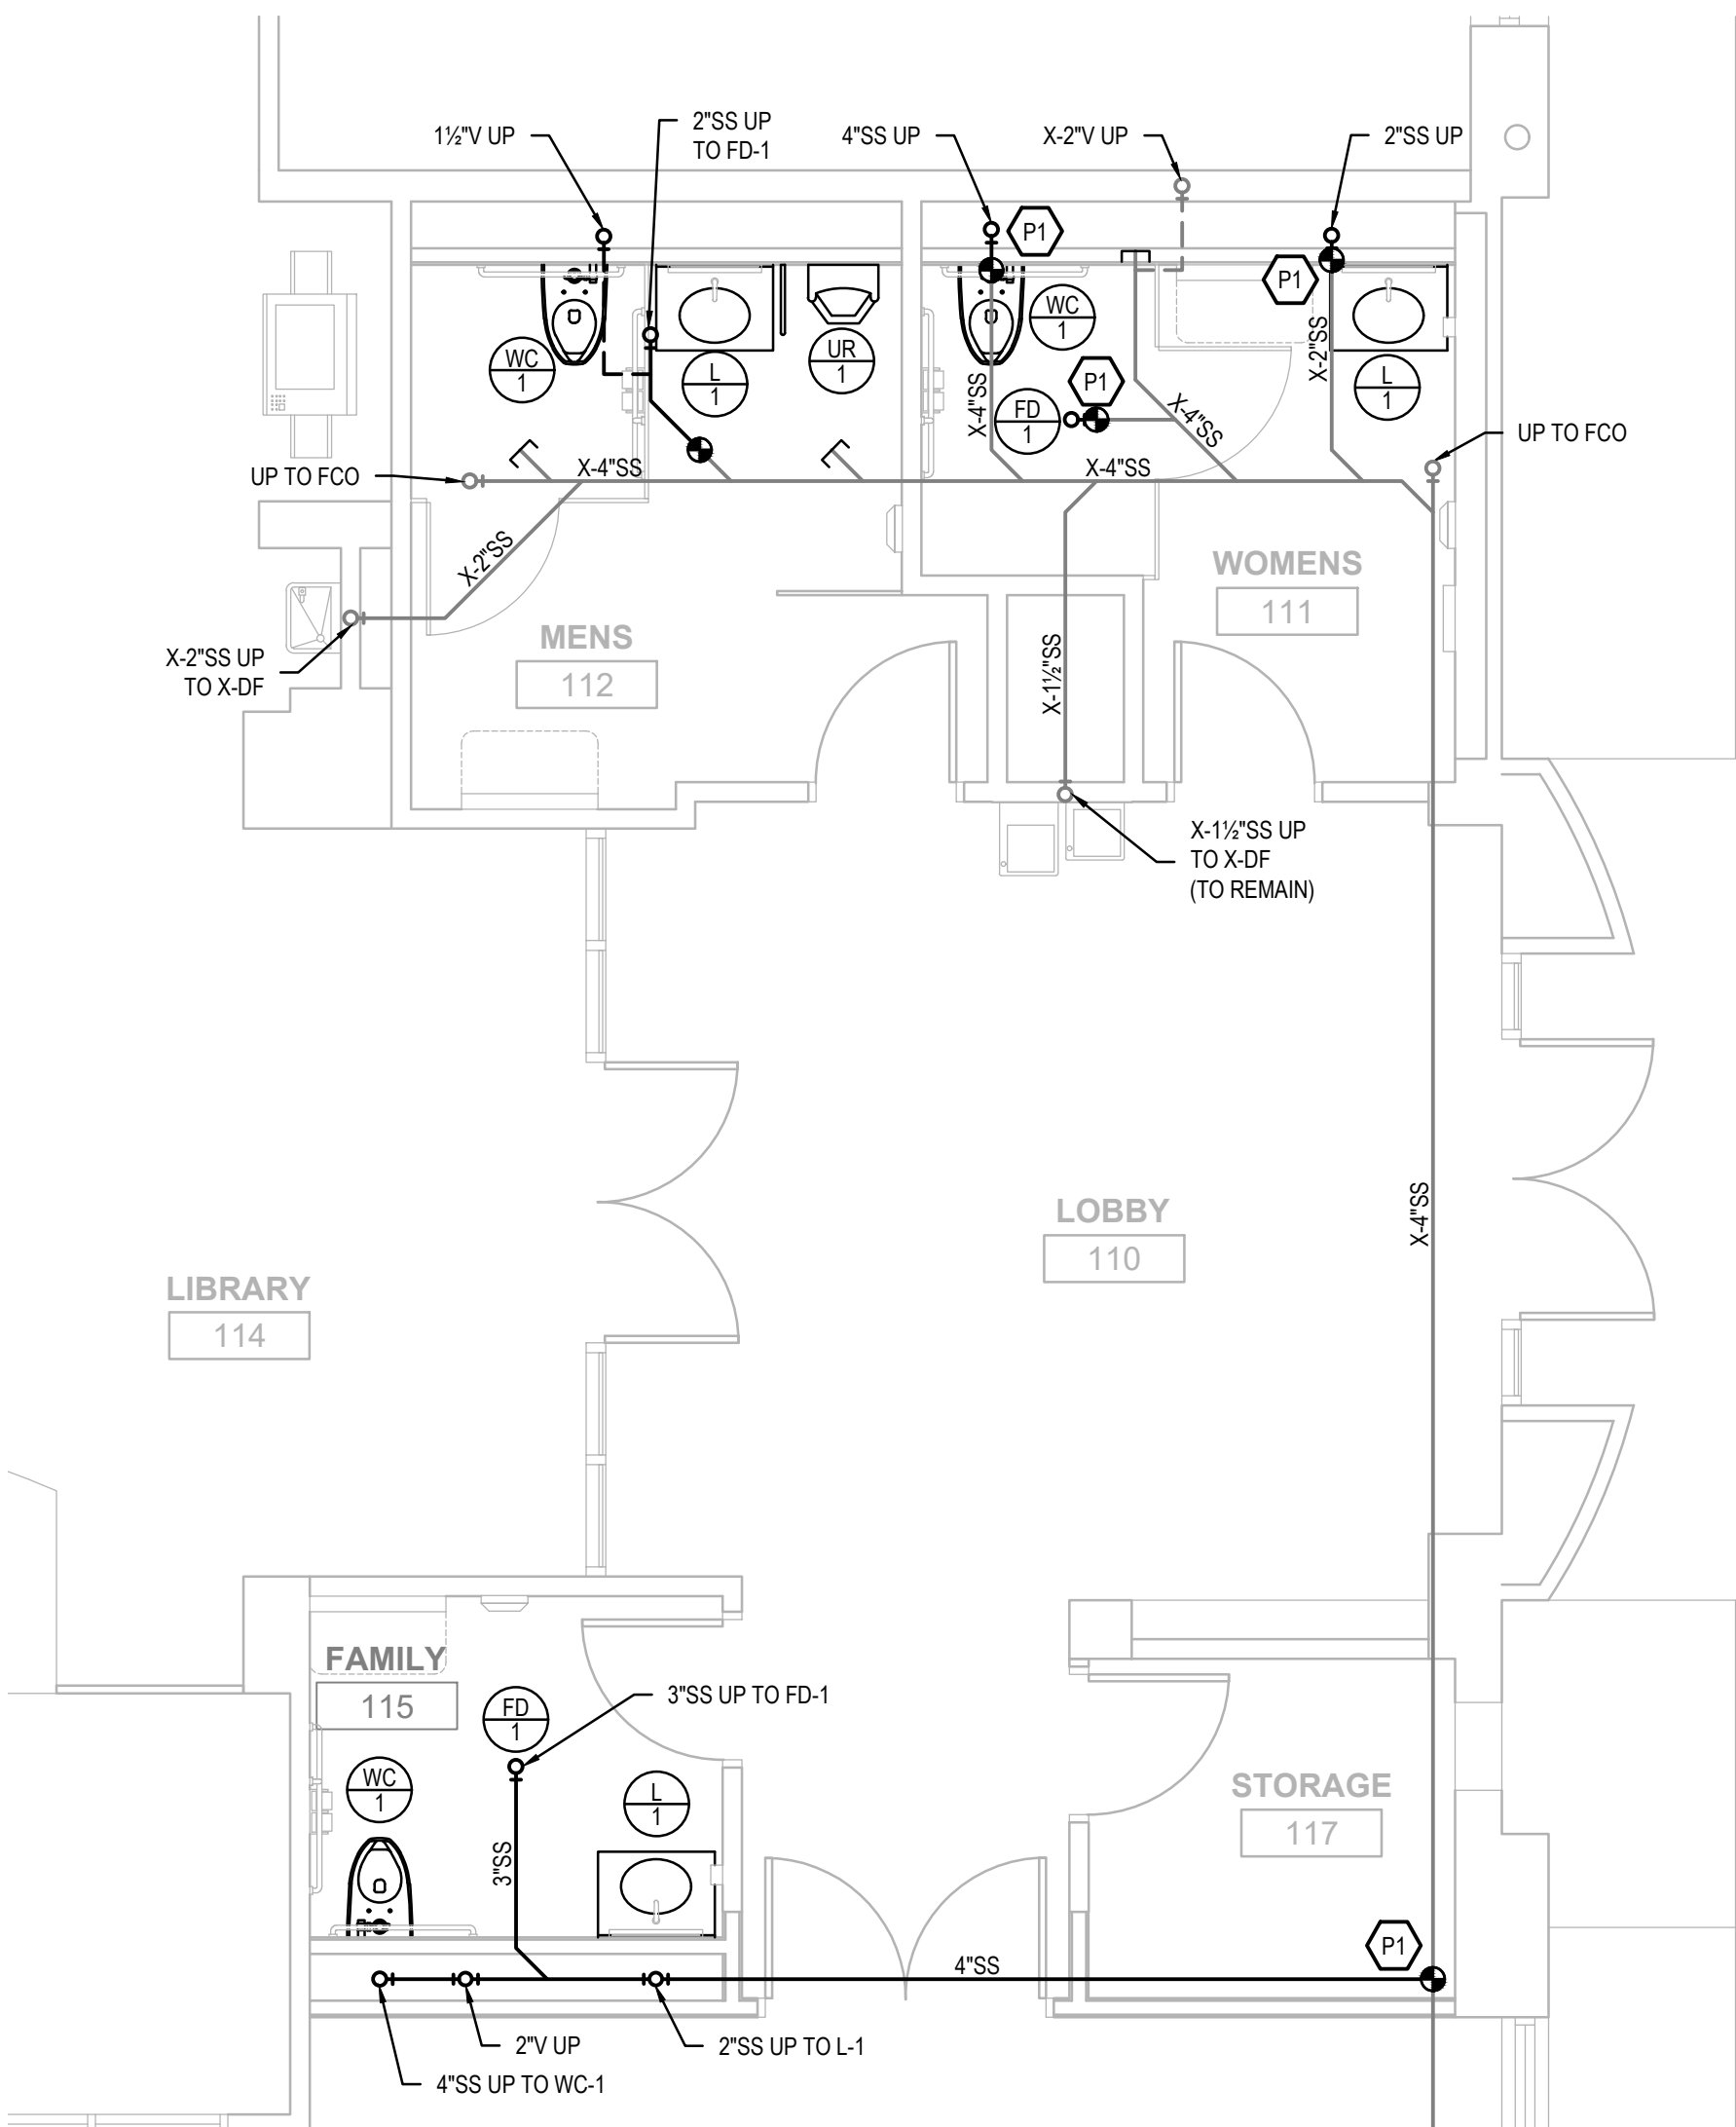 1½"V UP
2"SS UP
TO FD-1
4"SS UP
X-2"V UP
2"SS UP
P1
P1
WC
1
L
1
UR
1
WC
1
X-4"SS
FD
1
P1
X-4"SS
X-2"SS
L
1
UP TO FCO
UP TO FCO
X-4"SS
X-4"SS
X-2"SS
X-2"SS UP
TO X-DF
MENS
112
WOMENS
111
X-1½"SS
X-1½"SS UP
TO X-DF
(TO REMAIN)
X-4"SS
LOBBY
110
LIBRARY
114
FAMILY
115
FD
1
3"SS UP TO FD-1
WC
1
L
1
3"SS
STORAGE
117
P1
4"SS
2"V UP
2"SS UP TO L-1
4"SS UP TO WC-1